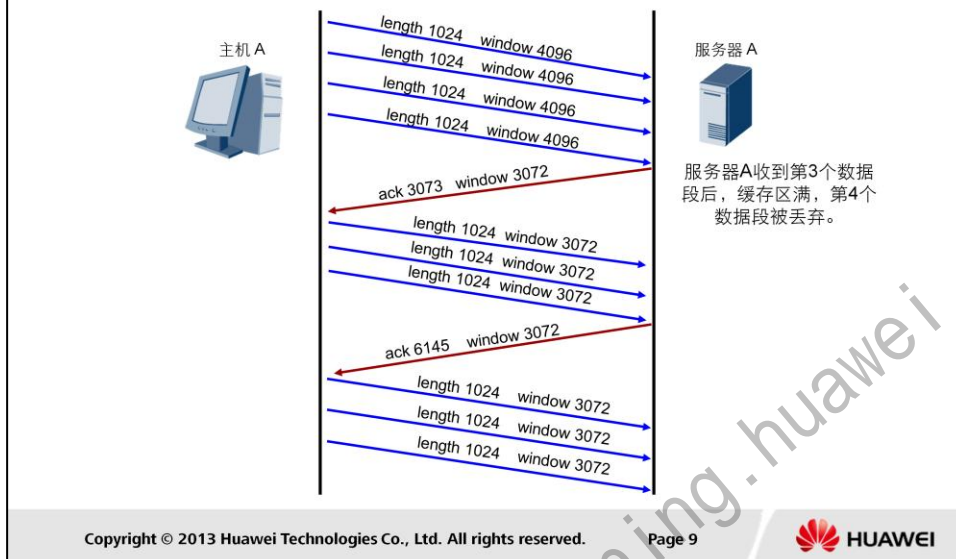 主机 A
服务器 A
length 1024 window 4096
length 1024 window 4096
length 1024 window 4096
length 1024 window 4096
服务器A收到第3个数据
段后，缓存区满，第4个
数据段被丢弃。
ack 3073 window 3072
length 1024 window 3072
length 1024 window 3072
length 1024 window 3072
ack 6145 window 3072
length 1024 window 3072
length 1024 window 3072
length 1024 window 3072
ing.huawei
Copyright © 2013 Huawei Technologies Co., Ltd. All rights reserved.
Page 9
HUAWEI